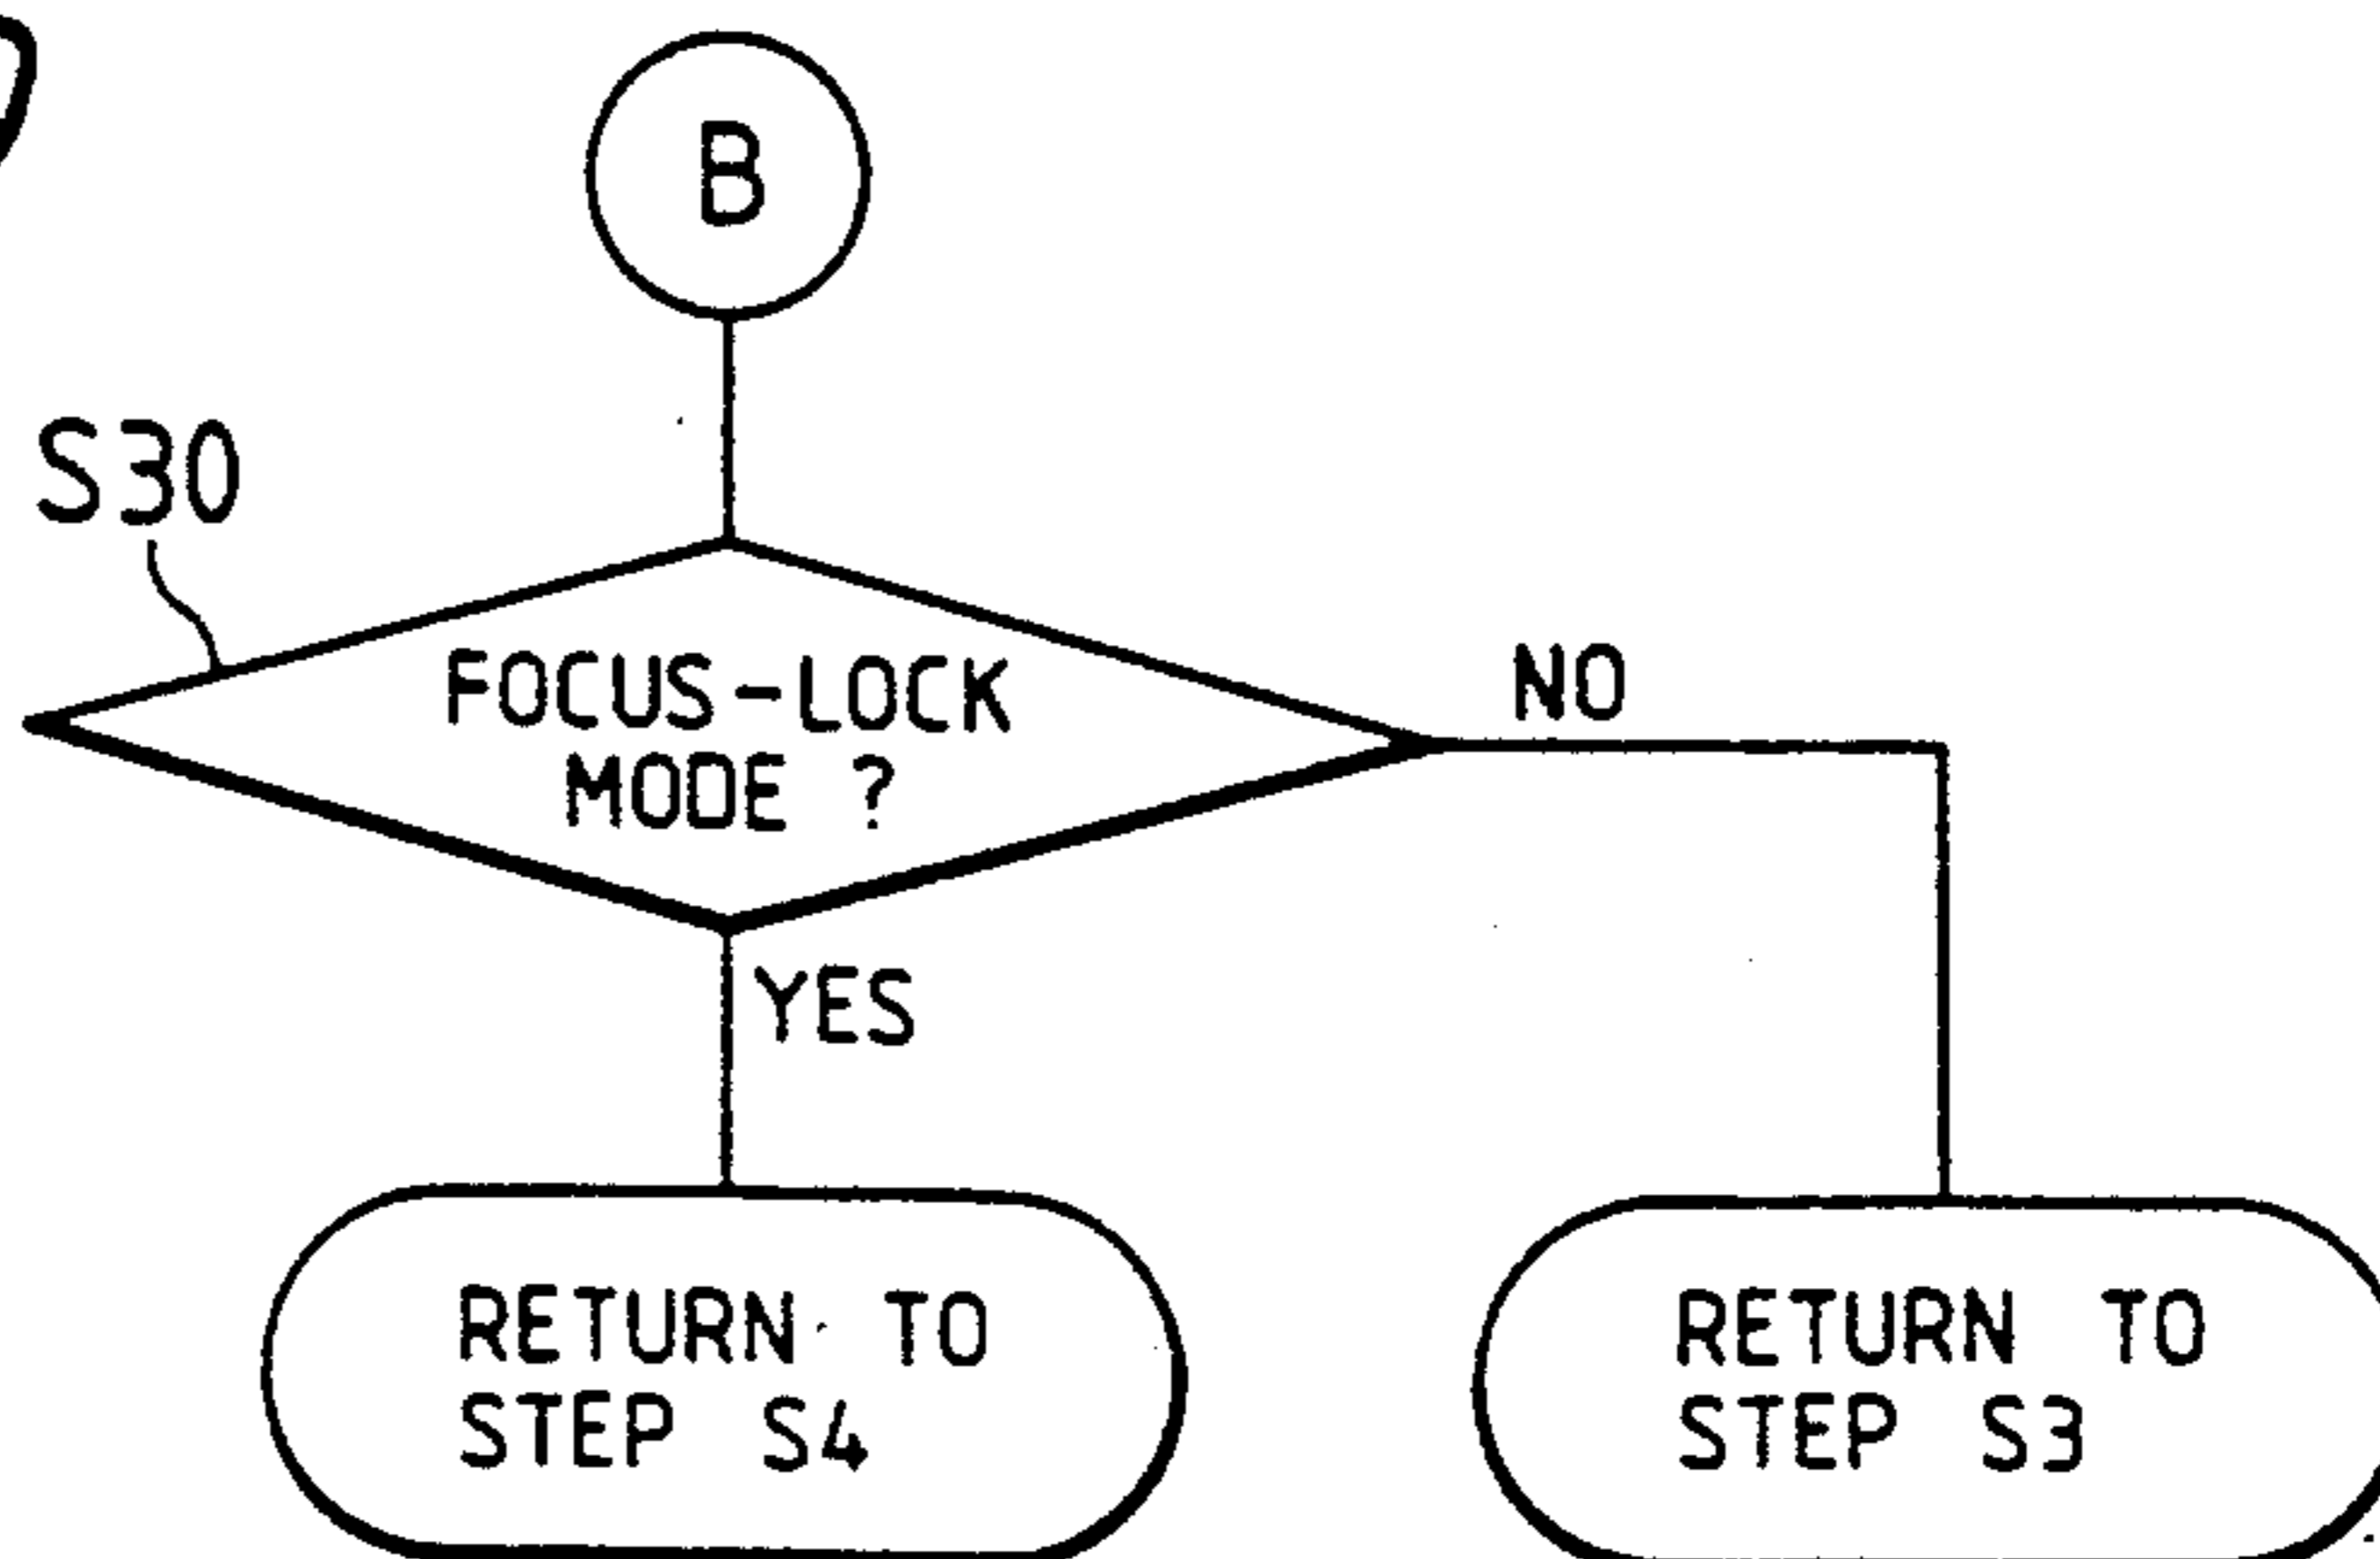 B
S30
FOCUS-LOCK
MODE ?
NO
YES
RETURN TO
STEP S4
RETURN TO
STEP S3